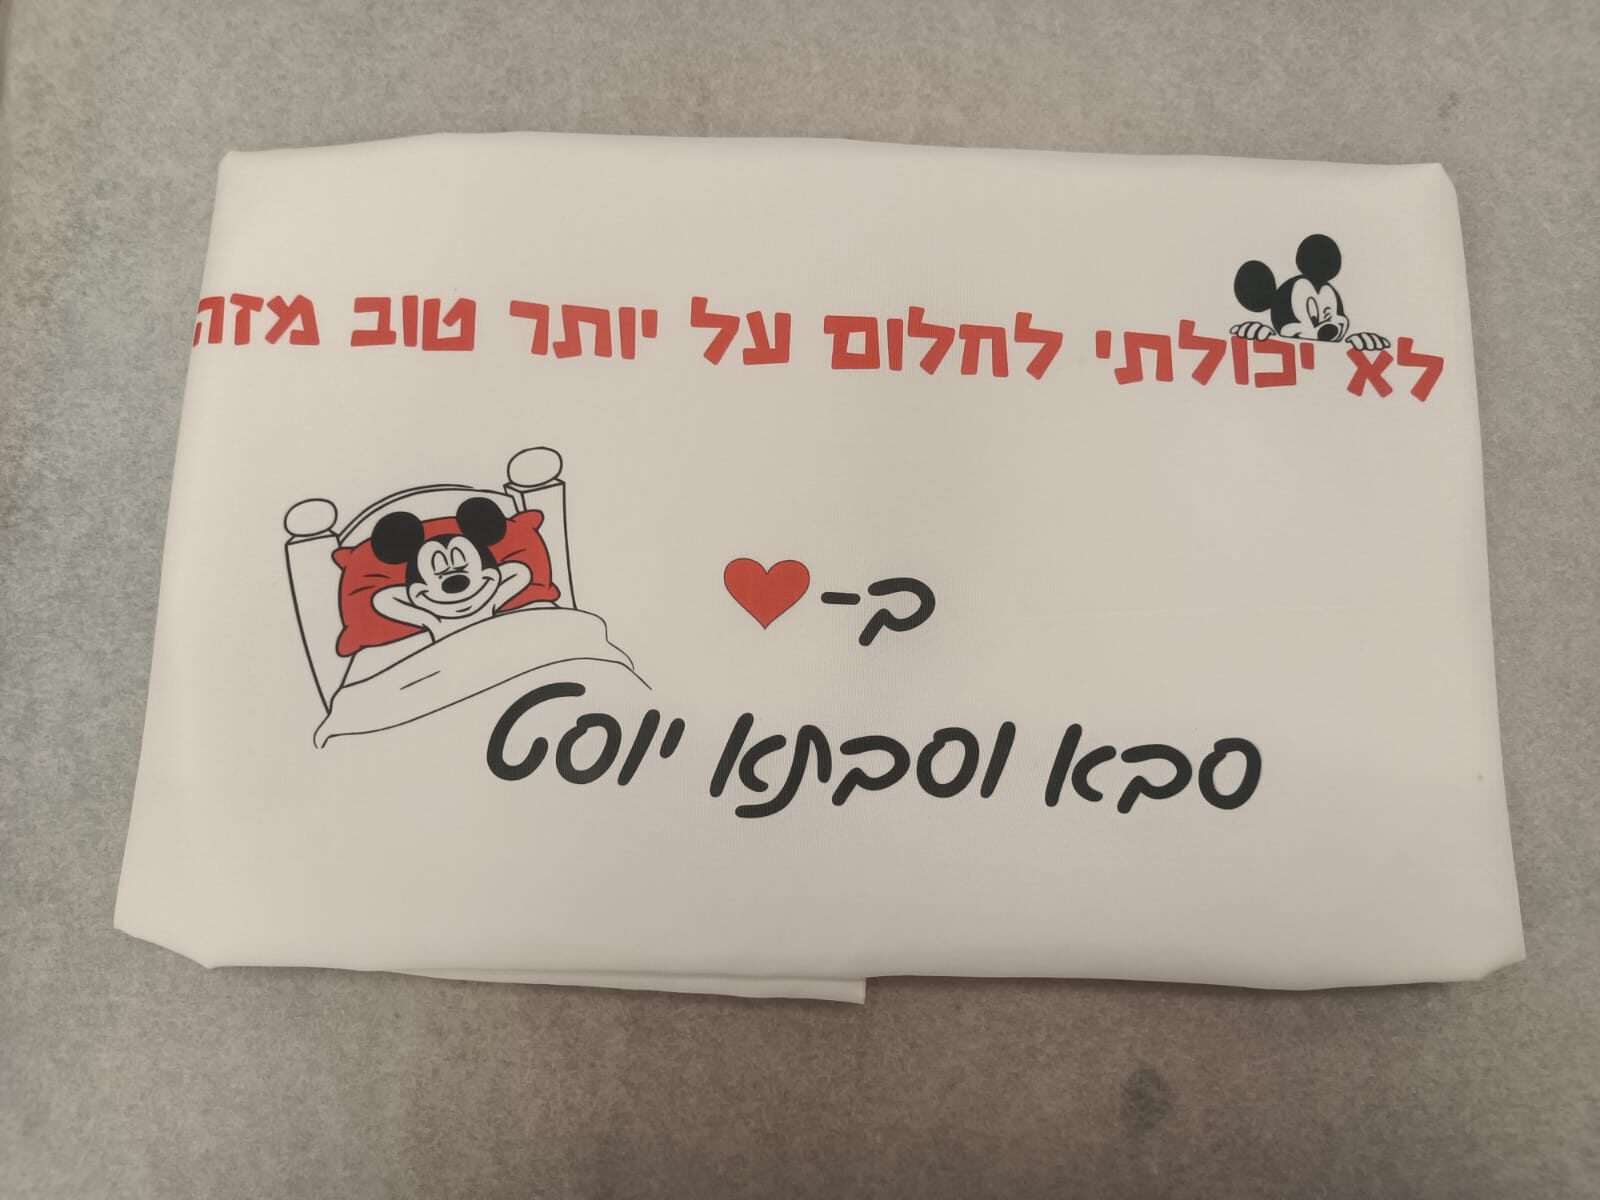 לא יכולתי לחלום על יותר טוב מזה
ב-❤
סבא וסבתא יוסט